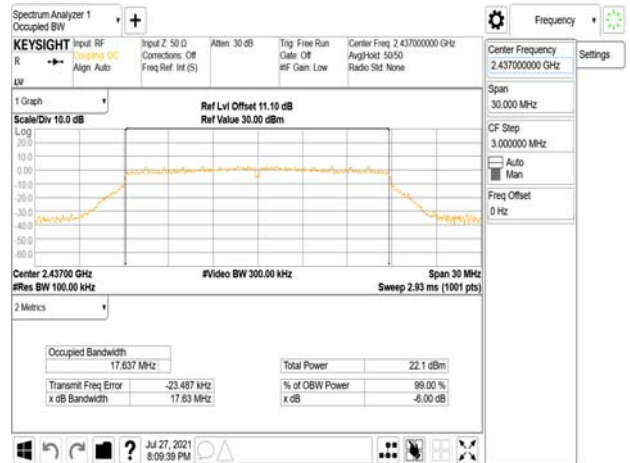 Spectrum Analyzer 1
Occupied BW
Frequency
KEYSIGHT
Input: RF
Coupling: DC
Align: Auto
R
Input Z: 50 Ω
Corrections: Off
Freq Ref: Int (S)
Atten: 30 dB
Trig: Free Run
Gate: Off
#IF Gain: Low
Center Freq: 2.437000000 GHz
Avg|Hold: 50/50
Radio Std: None
Center Frequency
2.437000000 GHz
Settings
Span
30.000 MHz
CF Step
3.000000 MHz
Auto
Man
Freq Offset
0 Hz
1 Graph
Scale/Div 10.0 dB
Ref Lvl Offset 11.10 dB
Ref Value 30.00 dBm
Log
20.0
10.0
0.00
-10.0
-20.0
-30.0
-40.0
-50.0
-60.0
Center 2.43700 GHz
#Res BW 100.00 kHz
#Video BW 300.00 kHz
Span 30 MHz
Sweep 2.93 ms (1001 pts)
2 Metrics
Occupied Bandwidth
17.637 MHz
Total Power 22.1 dBm
Transmit Freq Error -23.487 kHz
% of OBW Power 99.00 %
x dB Bandwidth 17.63 MHz
x dB -6.00 dB
Jul 27, 2021
8:09:39 PM